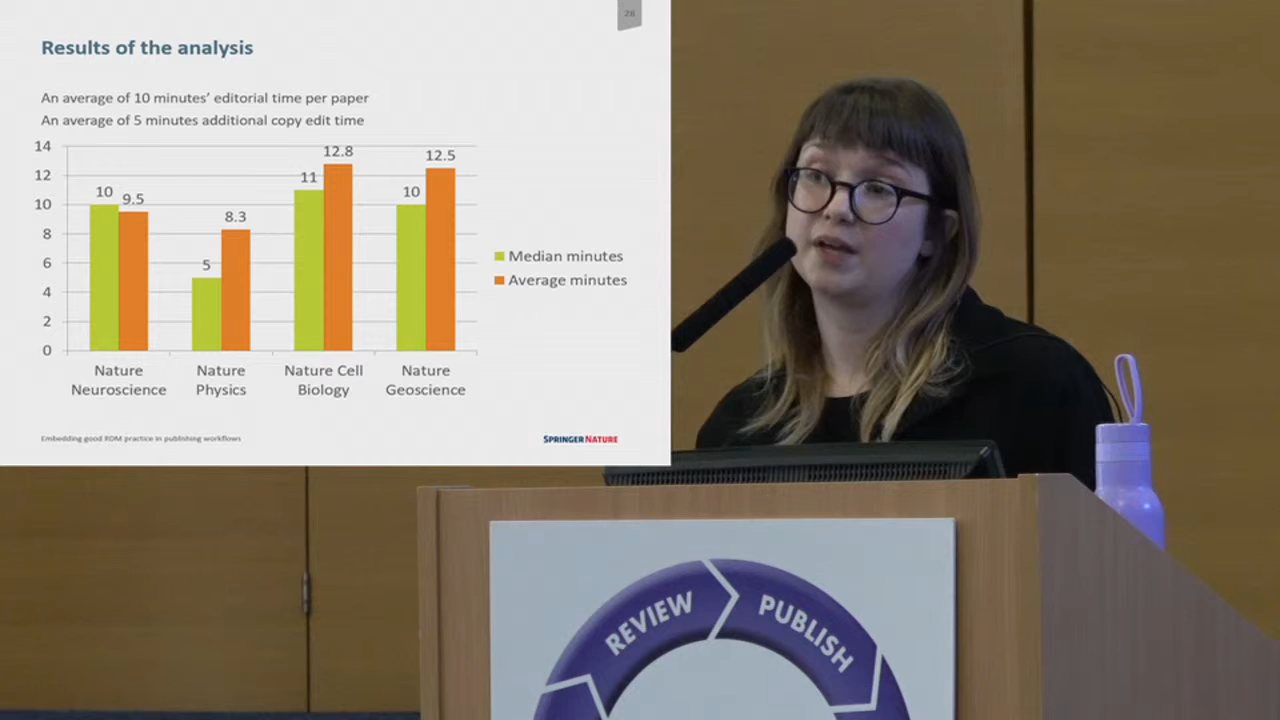 28
Results of the analysis
An average of 10 minutes’ editorial time per paper
An average of 5 minutes additional copy edit time
14
12
10
8
6
4
2
0
10
9.5
5
8.3
11
12.8
10
12.5
Median minutes
Average minutes
Nature
Neuroscience
Nature
Physics
Nature Cell
Biology
Nature
Geoscience
Embedding good RDM practice in publishing workflows
SPRINGER NATURE
REVIEW
PUBLISH